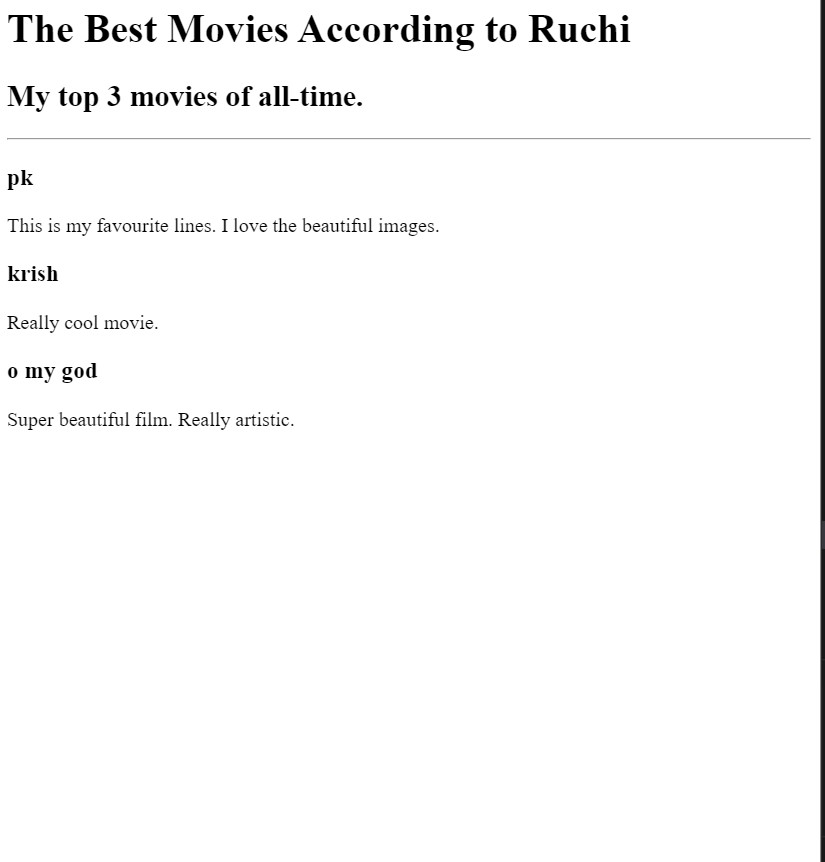 The Best Movies According to Ruchi
My top 3 movies of all-time.
pk
This is my favourite lines. I love the beautiful images.
krish
Really cool movie.
o my god
Super beautiful film. Really artistic.